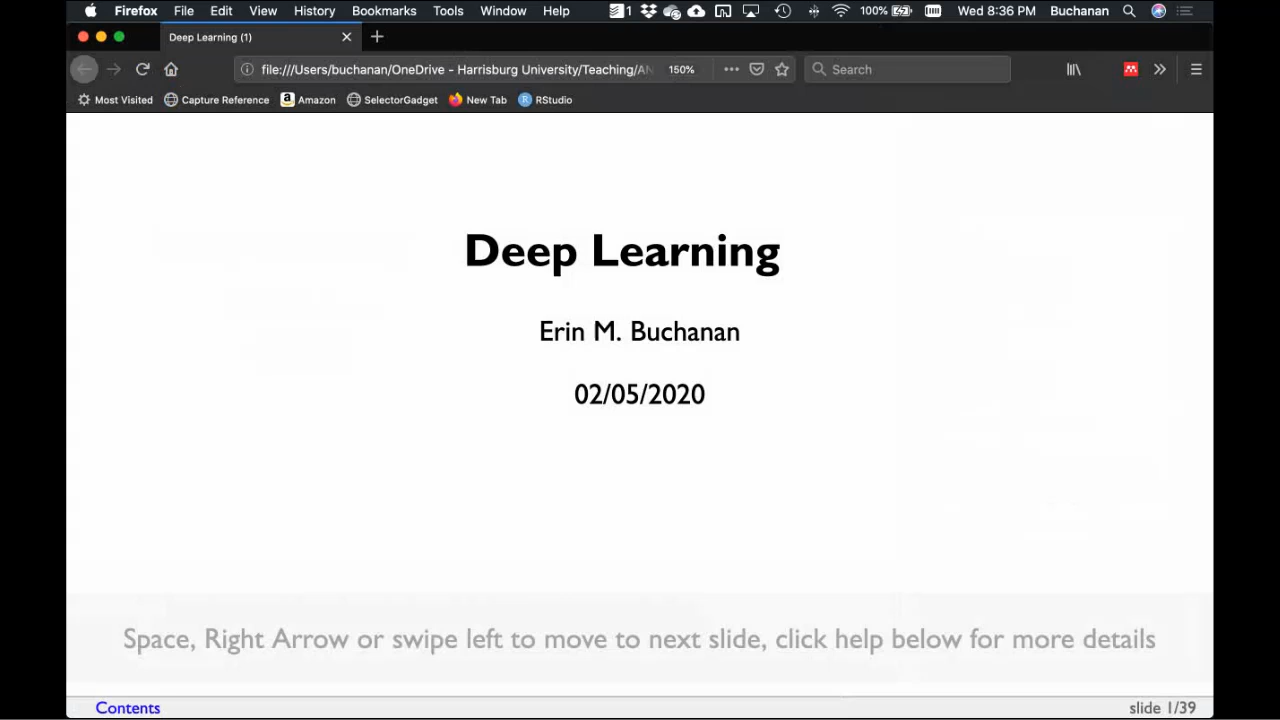 Firefox File Edit View History Bookmarks Tools Window Help 1 100% Wed 8:36 PM Buchanan
Deep Learning (1)
file:///Users/buchanan/OneDrive - Harrisburg University/Teaching/AN 150% Search
Most Visited Capture Reference Amazon SelectorGadget New Tab RStudio
Deep Learning
Erin M. Buchanan
02/05/2020
Space, Right Arrow or swipe left to move to next slide, click help below for more details
Contents slide 1/39